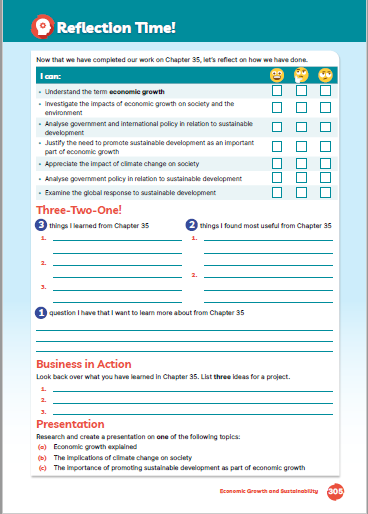 Reflection Time!
Now that we have completed our work on Chapter 35, let's reflect on how we have done.
I can:
• Understand the term economic growth
• Investigate the impacts of economic growth on society and the
environment
• Analyse government and international policy in relation to sustainable
development
• Justify the need to promote sustainable development as an important
part of economic growth
• Appreciate the impact of climate change on society
• Analyse government policy in relation to sustainable development
• Examine the global response to sustainable development
Three-Two-One!
3 things I learned from Chapter 35
1.
2.
3.
2 things I found most useful from Chapter 35
1.
2.
1 question I have that I want to learn more about from Chapter 35
Business in Action
Look back over what you have learned in Chapter 35. List three ideas for a project.
1.
2.
3.
Presentation
Research and create a presentation on one of the following topics:
(a) Economic growth explained
(b) The implications of climate change on society
(c) The importance of promoting sustainable development as part of economic growth
Economic Growth and Sustainability 305